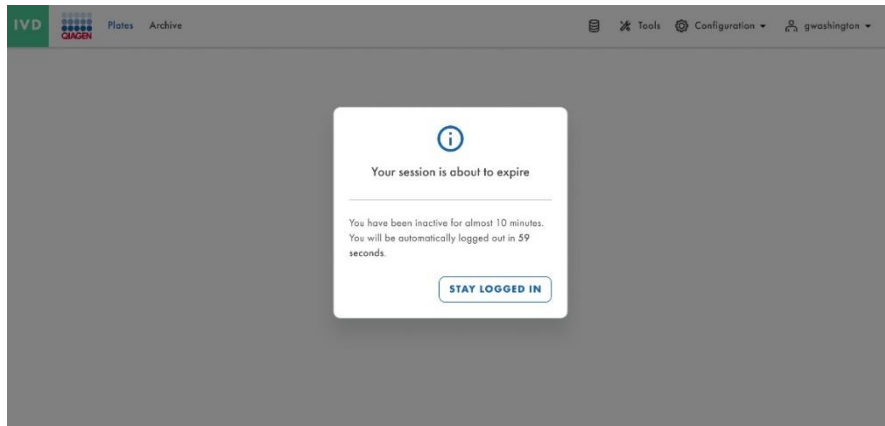 IVD QIAGEN Plates Archive Tools Configuration gwashington
Your session is about to expire
You have been inactive for almost 10 minutes.
You will be automatically logged out in 59
seconds.
STAY LOGGED IN